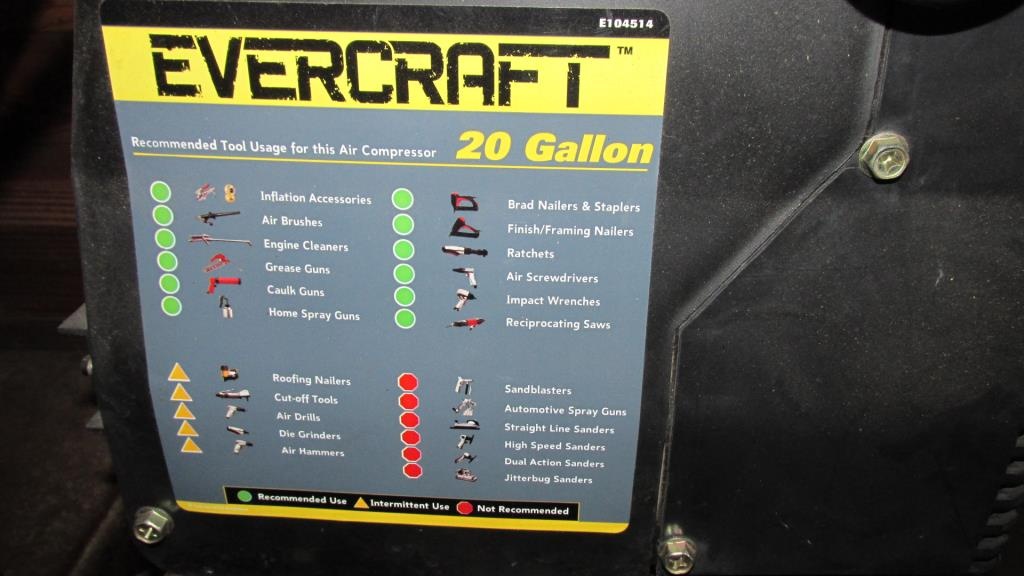 E104514
EVERCRAFT™
Recommended Tool Usage for this Air Compressor
20 Gallon
Inflation Accessories
Air Brushes
Engine Cleaners
Grease Guns
Caulk Guns
Home Spray Guns
Brad Nailers & Staplers
Finish/Framing Nailers
Ratchets
Air Screwdrivers
Impact Wrenches
Reciprocating Saws
Roofing Nailers
Cut-off Tools
Air Drills
Die Grinders
Air Hammers
Sandblasters
Automotive Spray Guns
Straight Line Sanders
High Speed Sanders
Dual Action Sanders
Jitterbug Sanders
Recommended Use Intermittent Use Not Recommended